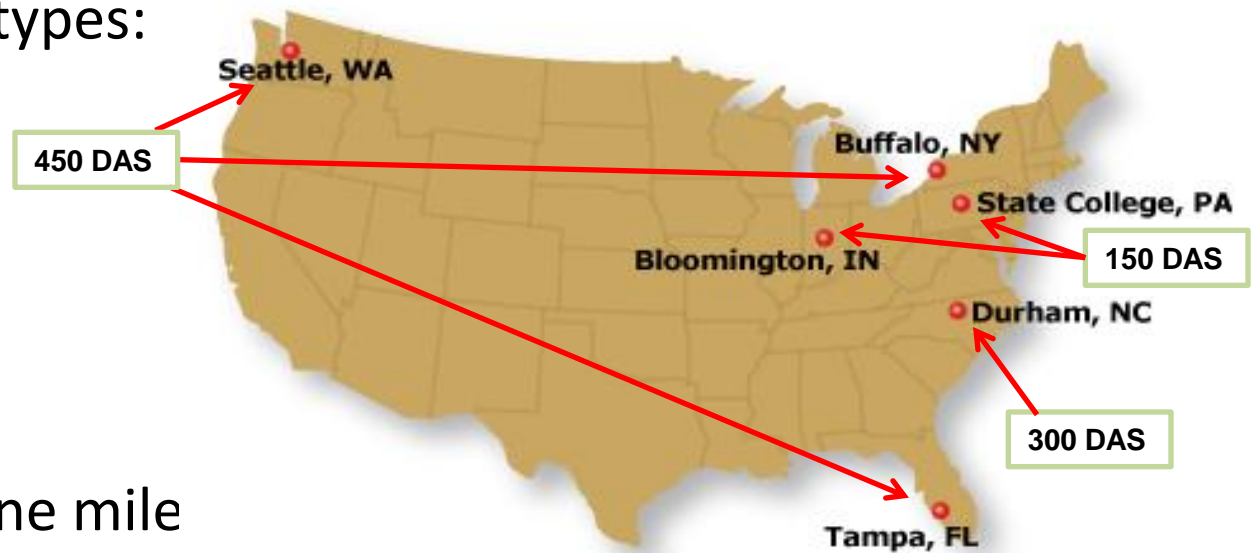 types:
Seattle, WA
450 DAS
Buffalo, NY
State College, PA
Bloomington, IN
150 DAS
Durham, NC
300 DAS
ne mile
Tampa, FL